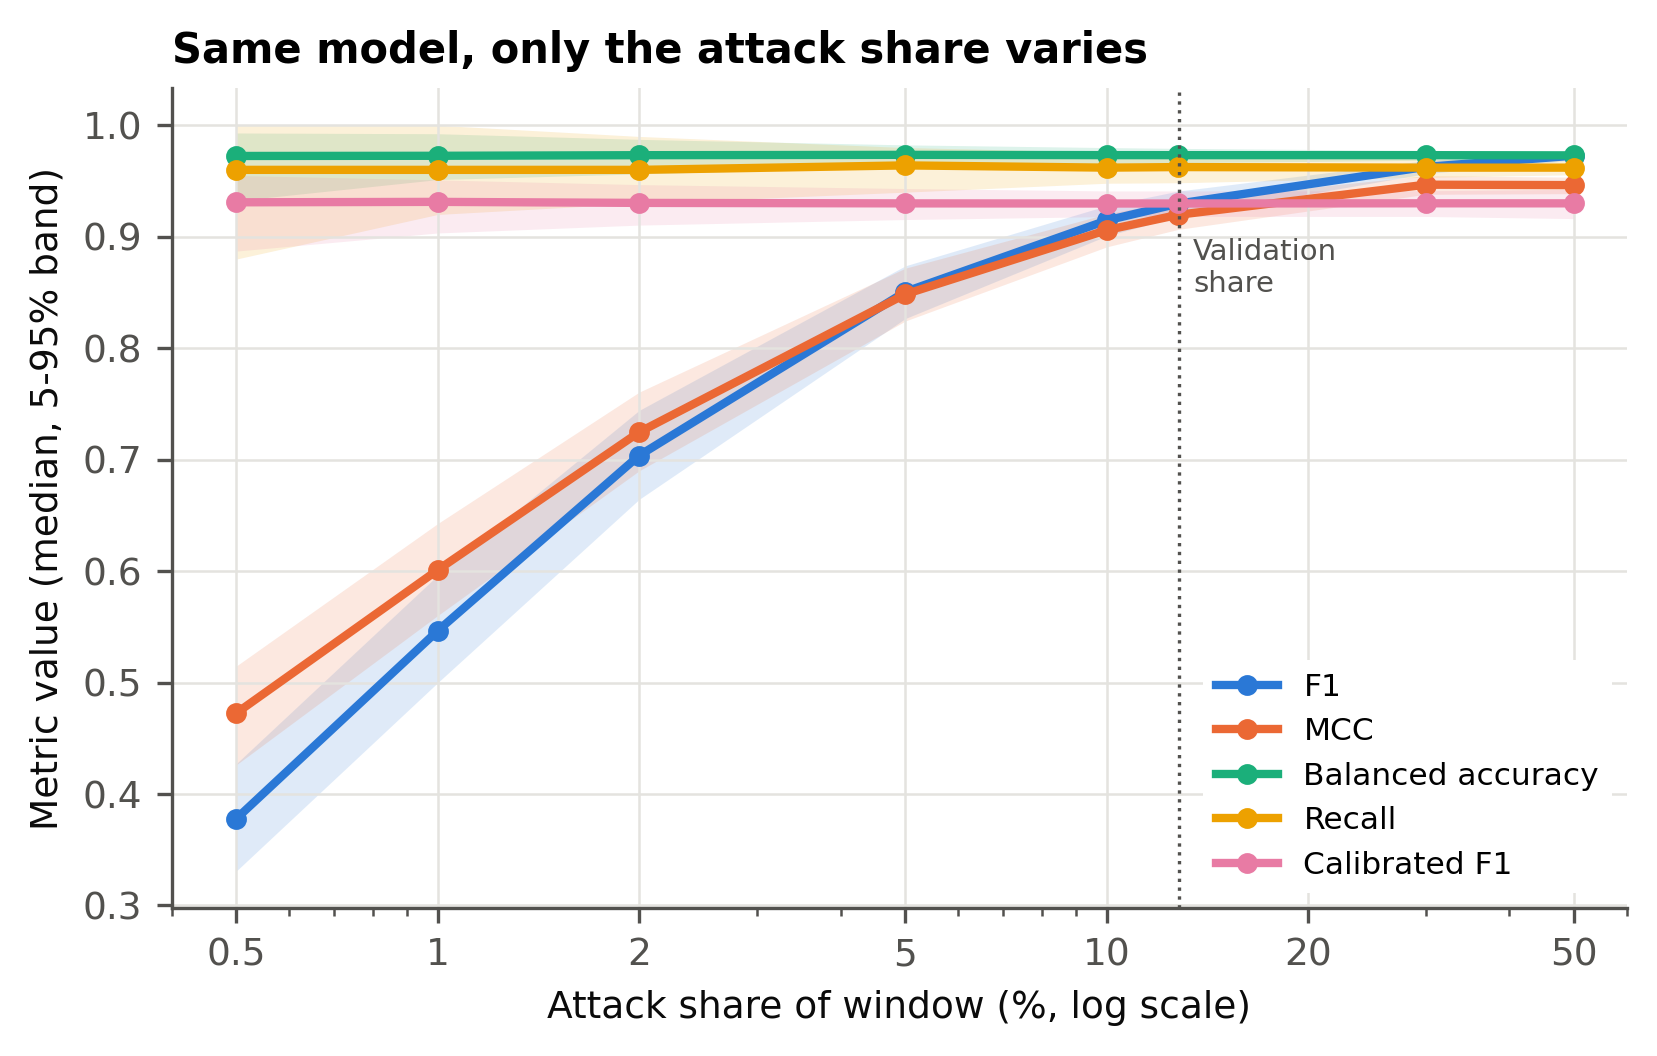 Same model, only the attack share varies
Metric value (median, 5-95% band)
1.0
0.9
0.8
0.7
0.6
0.5
0.4
0.3
Validation
share
F1
MCC
Balanced accuracy
Recall
Calibrated F1
0.5 1 2 5 10 20 50
Attack share of window (%, log scale)